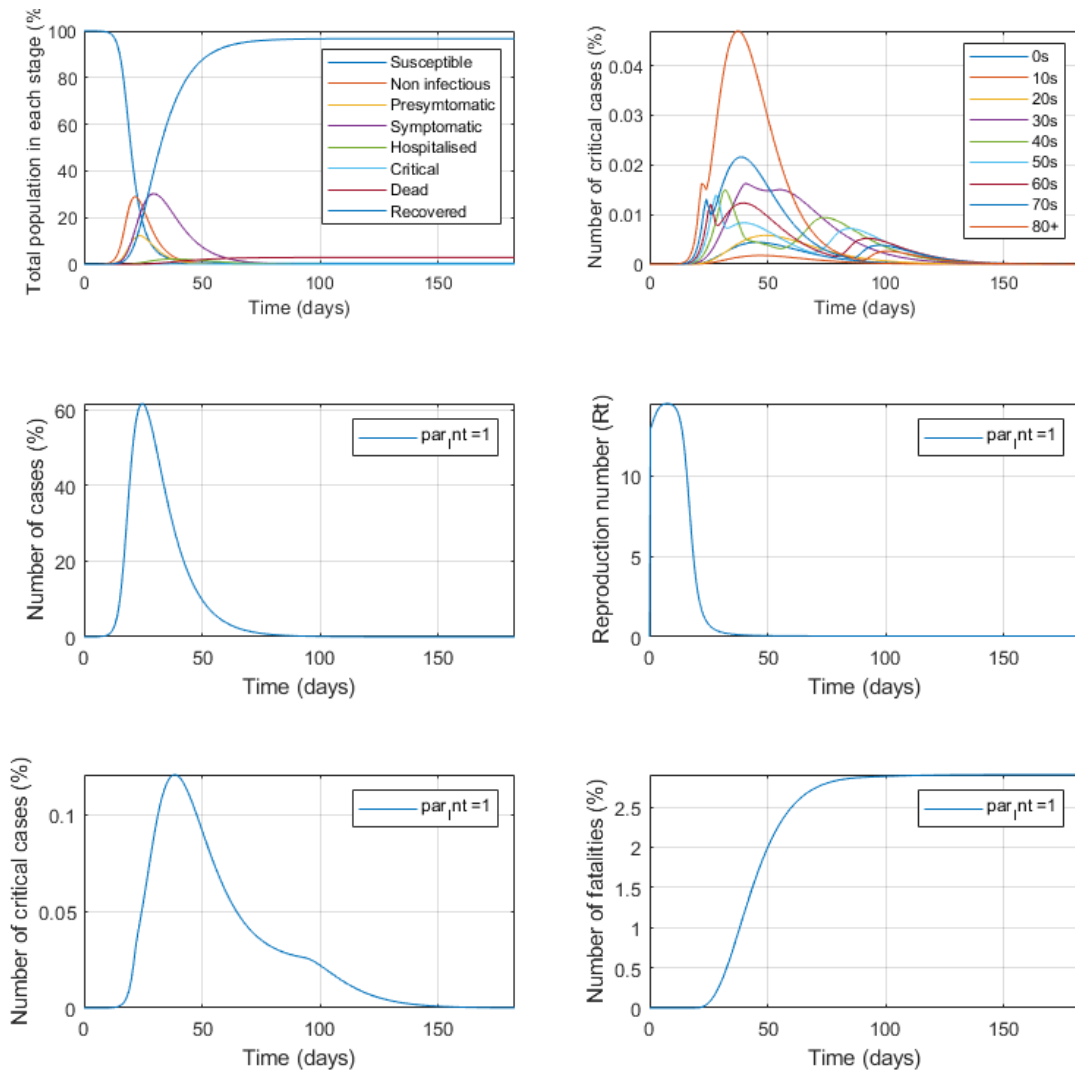 Total population in each stage (%
100
80
60
40
20
0
0
50
100
150
Time (days)
Susceptible
Non infectious
Presymtomatic
Symptomatic
Hospitalised
Critical
Dead
Recovered
Number of critical cases (%)
0.04
0.03
0.02
0.01
0
0
50
100
150
Time (days)
0s
10s
20s
30s
40s
50s
60s
70s
80+
Number of cases (%)
60
40
20
0
0
50
100
150
Time (days)
par_Int =1
Reproduction number (Rt)
10
5
0
0
50
100
150
Time (days)
par_Int =1
Number of critical cases (%)
0.1
0.05
0
0
50
100
150
Time (days)
par_Int =1
Number of fatalities (%)
2.5
2
1.5
1
0.5
0
0
50
100
150
Time (days)
par_Int =1